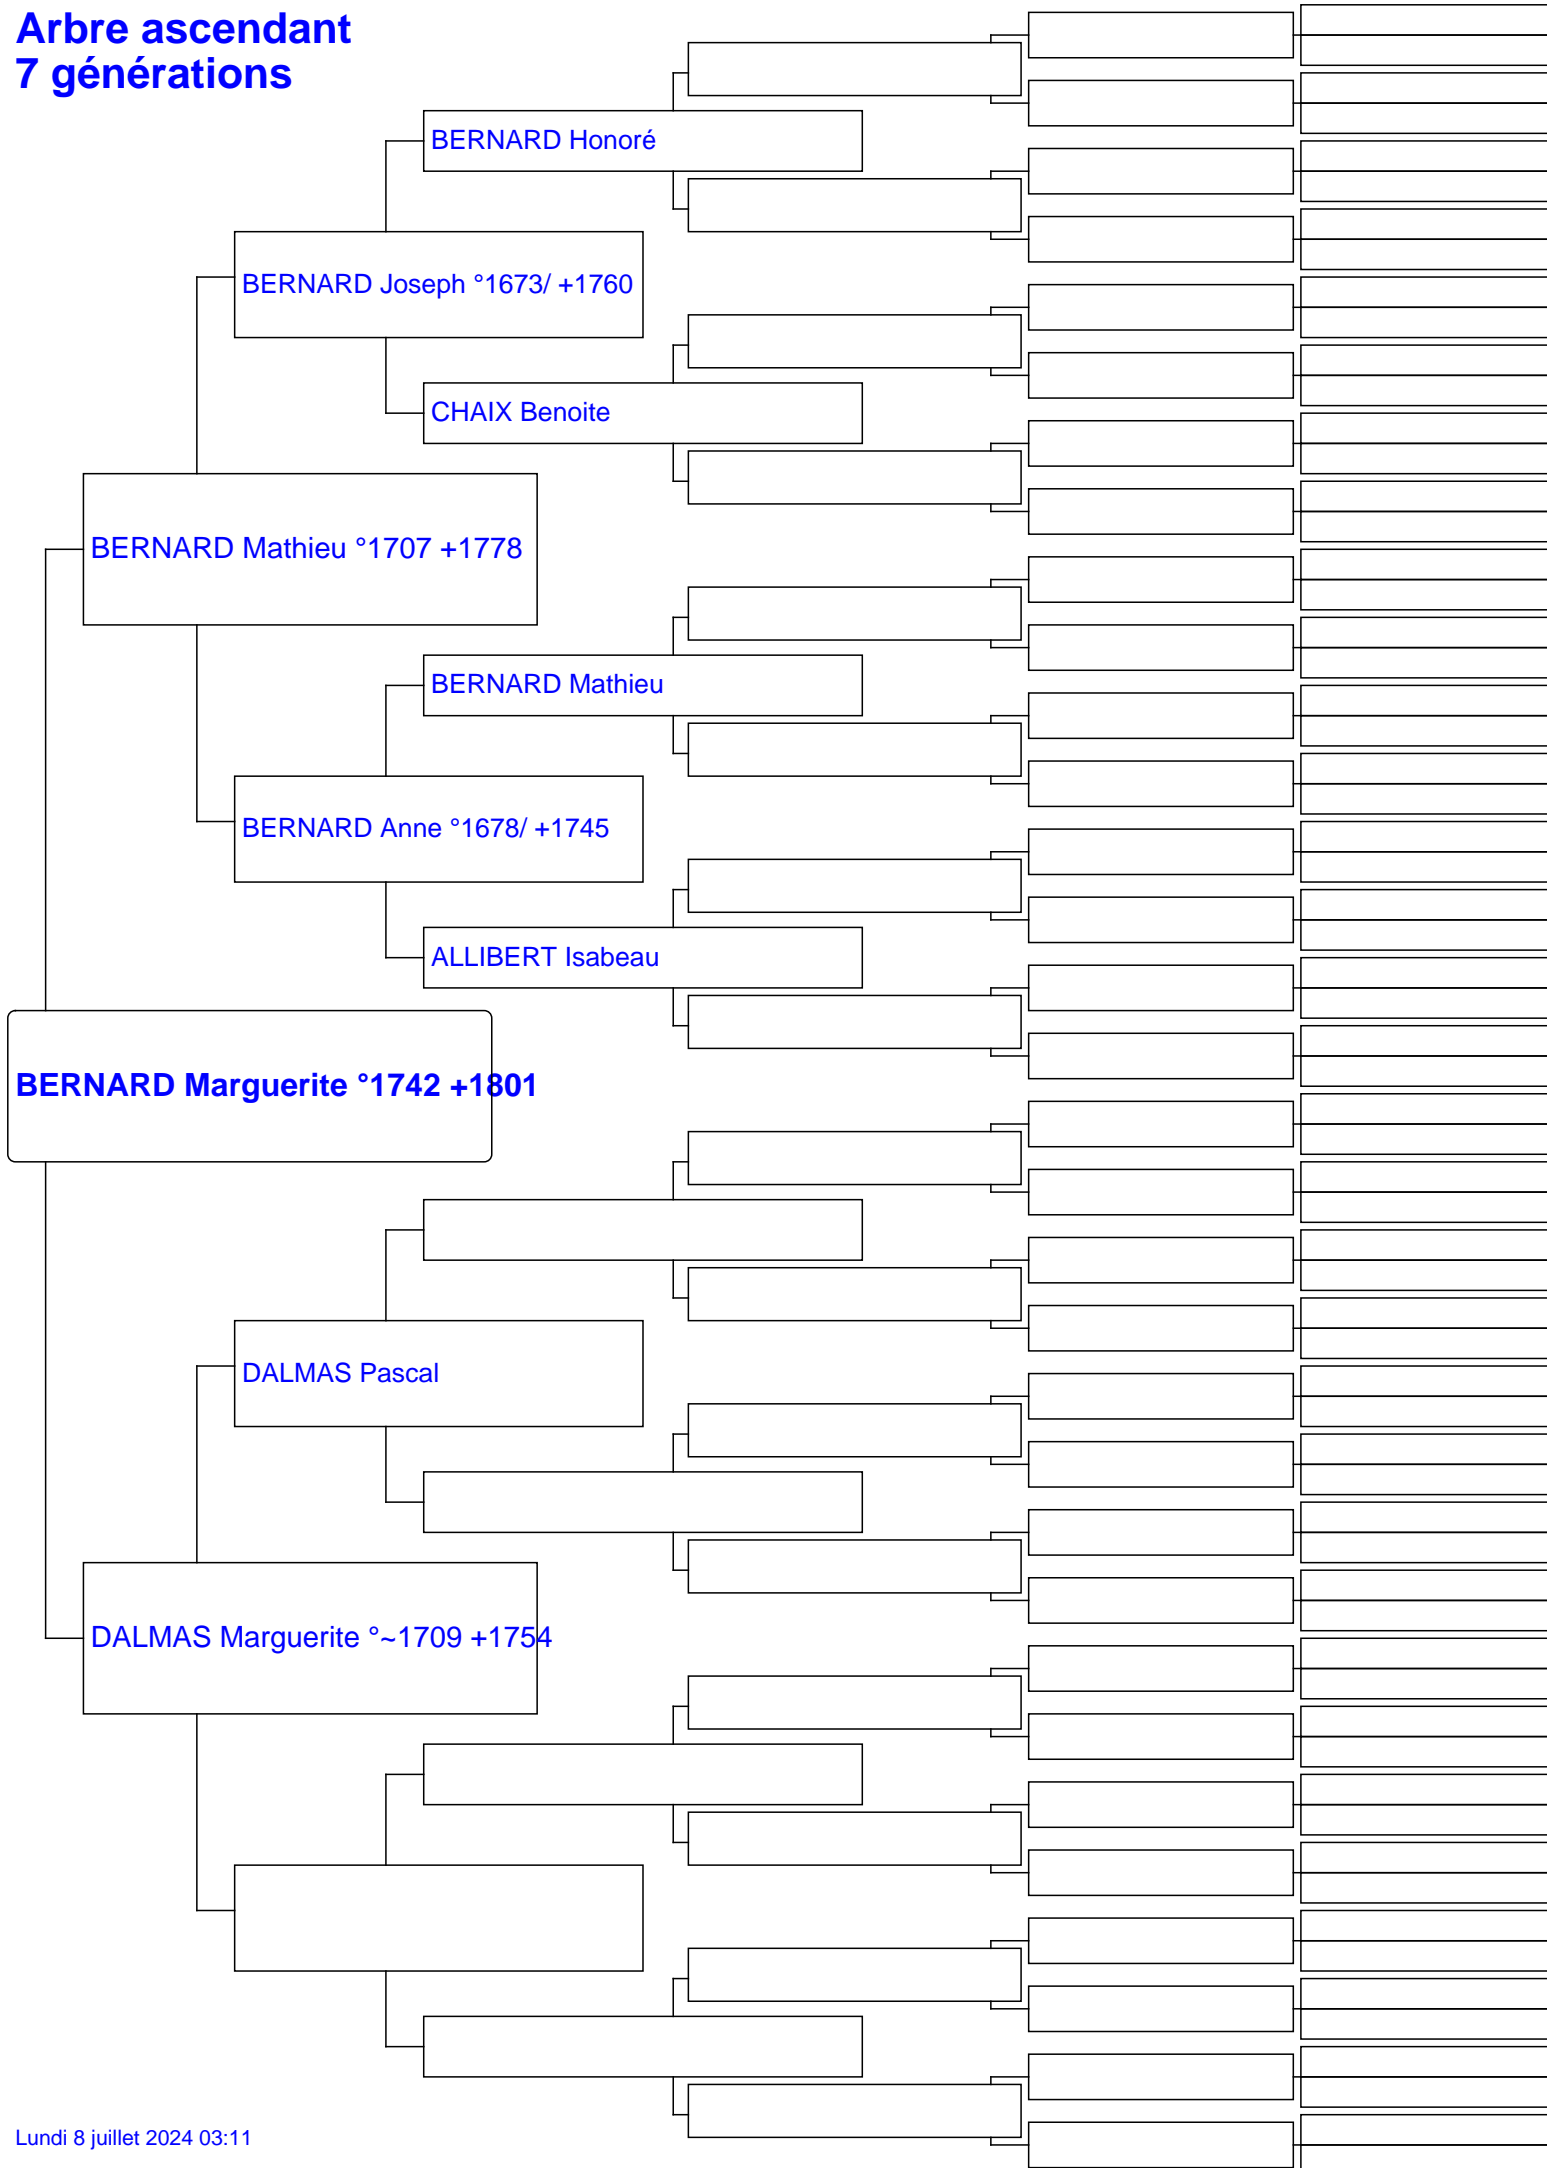 Arbre ascendant
7 générations
BERNARD Honoré
BERNARD Joseph °1673/ +1760
CHAIX Benoite
BERNARD Mathieu °1707 +1778
BERNARD Mathieu
BERNARD Anne °1678/ +1745
ALLIBERT Isabeau
BERNARD Marguerite °1742 +1801
DALMAS Pascal
DALMAS Marguerite °~1709 +1754
Lundi 8 juillet 2024 03:11